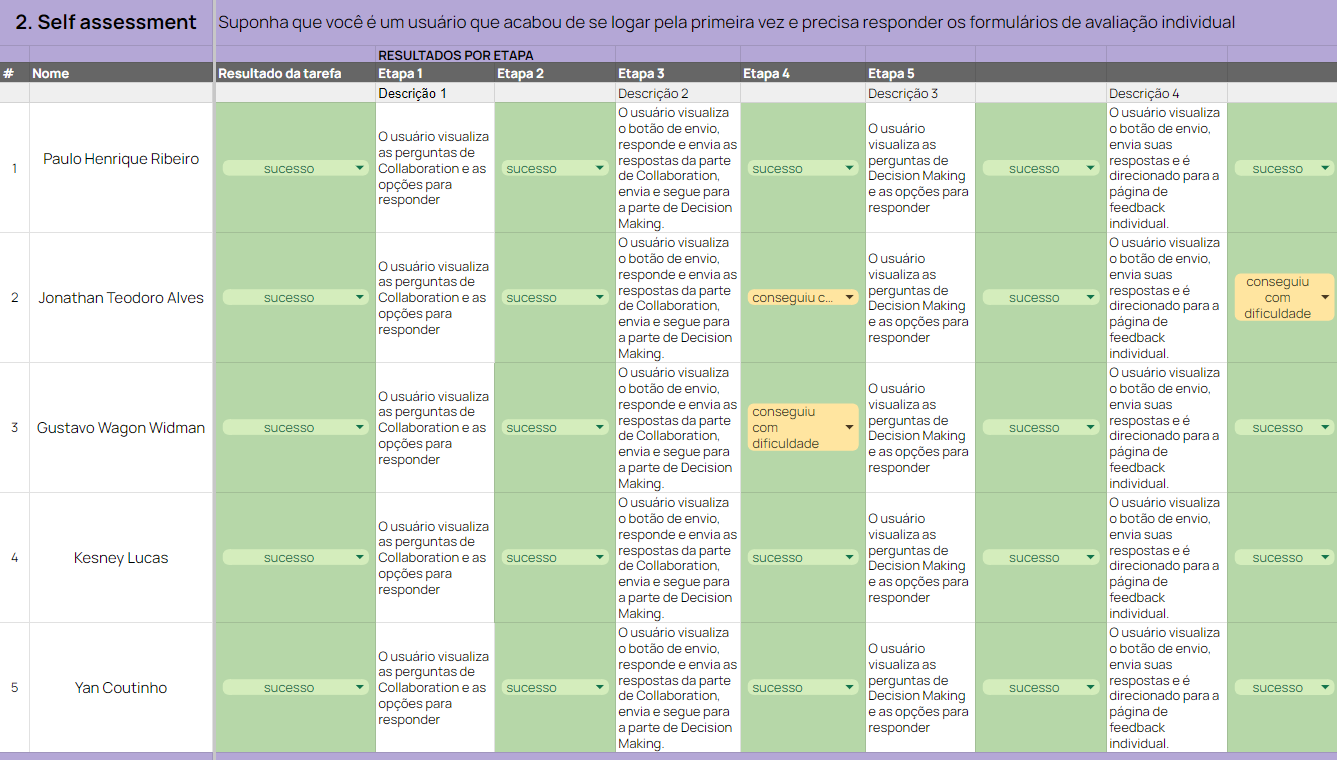 2. Self assessment Suponha que você é um usuário que acabou de se logar pela primeira vez e precisa responder os formulários de avaliação individual
RESULTADOS POR ETAPA
# Nome Resultado da tarefa Etapa 1 Etapa 2 Etapa 3 Etapa 4 Etapa 5
Descrição 1 Descrição 2 Descrição 3 Descrição 4
1
Paulo Henrique Ribeiro
sucesso
O usuário visualiza
as perguntas de
Collaboration e as
opções para
responder
sucesso
O usuário visualiza
o botão de envio,
responde e envia as
respostas da parte
de Collaboration,
envia e segue para
a parte de Decision
Making.
sucesso
O usuário
visualiza as
perguntas de
Decision Making
e as opções para
responder
sucesso
O usuário visualiza
o botão de envio,
envia suas
respostas e é
direcionado para a
página de
feedback
individual.
sucesso
2
Jonathan Teodoro Alves
sucesso
O usuário visualiza
as perguntas de
Collaboration e as
opções para
responder
sucesso
O usuário visualiza
o botão de envio,
responde e envia as
respostas da parte
de Collaboration,
envia e segue para
a parte de Decision
Making.
conseguiu c...
O usuário
visualiza as
perguntas de
Decision Making
e as opções para
responder
sucesso
O usuário visualiza
o botão de envio,
envia suas
respostas e é
direcionado para a
página de
feedback
individual.
conseguiu
com
dificuldade
3
Gustavo Wagon Widman
sucesso
O usuário visualiza
as perguntas de
Collaboration e as
opções para
responder
sucesso
O usuário visualiza
o botão de envio,
responde e envia as
respostas da parte
de Collaboration,
envia e segue para
a parte de Decision
Making.
conseguiu
com
dificuldade
O usuário
visualiza as
perguntas de
Decision Making
e as opções para
responder
sucesso
O usuário visualiza
o botão de envio,
envia suas
respostas e é
direcionado para a
página de
feedback
individual.
sucesso
4
Kesney Lucas
sucesso
O usuário visualiza
as perguntas de
Collaboration e as
opções para
responder
sucesso
O usuário visualiza
o botão de envio,
responde e envia as
respostas da parte
de Collaboration,
envia e segue para
a parte de Decision
Making.
sucesso
O usuário
visualiza as
perguntas de
Decision Making
e as opções para
responder
sucesso
O usuário visualiza
o botão de envio,
envia suas
respostas e é
direcionado para a
página de
feedback
individual.
sucesso
5
Yan Coutinho
sucesso
O usuário visualiza
as perguntas de
Collaboration e as
opções para
responder
sucesso
O usuário visualiza
o botão de envio,
responde e envia as
respostas da parte
de Collaboration,
envia e segue para
a parte de Decision
Making.
sucesso
O usuário
visualiza as
perguntas de
Decision Making
e as opções para
responder
sucesso
O usuário visualiza
o botão de envio,
envia suas
respostas e é
direcionado para a
página de
feedback
individual.
sucesso